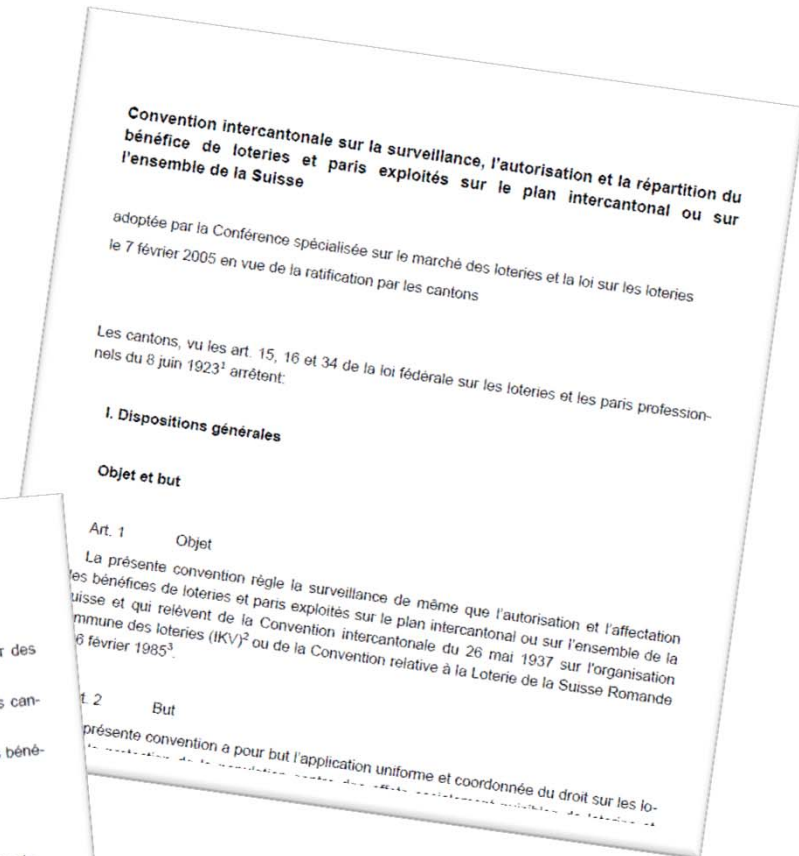 Convention intercantonale sur la surveillance, l'autorisation et la répartition du
bénéfice de loteries et paris exploités sur le plan intercantonal ou sur
l'ensemble de la Suisse
adoptée par la Conférence spécialisée sur le marché des loteries et la loi sur les loteries
le 7 février 2005 en vue de la ratification par les cantons
Les cantons, vu les art. 15, 16 et 34 de la loi fédérale sur les loteries et les paris profession-
nels du 8 juin 1923¹ arrêtent:
I. Dispositions générales
Objet et but
Art. 1 Objet
La présente convention règle la surveillance de même que l'autorisation et l'affectation
es bénéfices de loteries et paris exploités sur le plan intercantonal ou sur l'ensemble de la
uisse et qui relèvent de la Convention intercantonale du 26 mai 1937 sur l'organisation
mmune des loteries (IKV)² ou de la Convention relative à la Loterie de la Suisse Romande
6 février 1985³.
t. 2 But
présente convention a pour but l'application uniforme et coordonnée du droit sur les lo-
r des
s can-
béné-